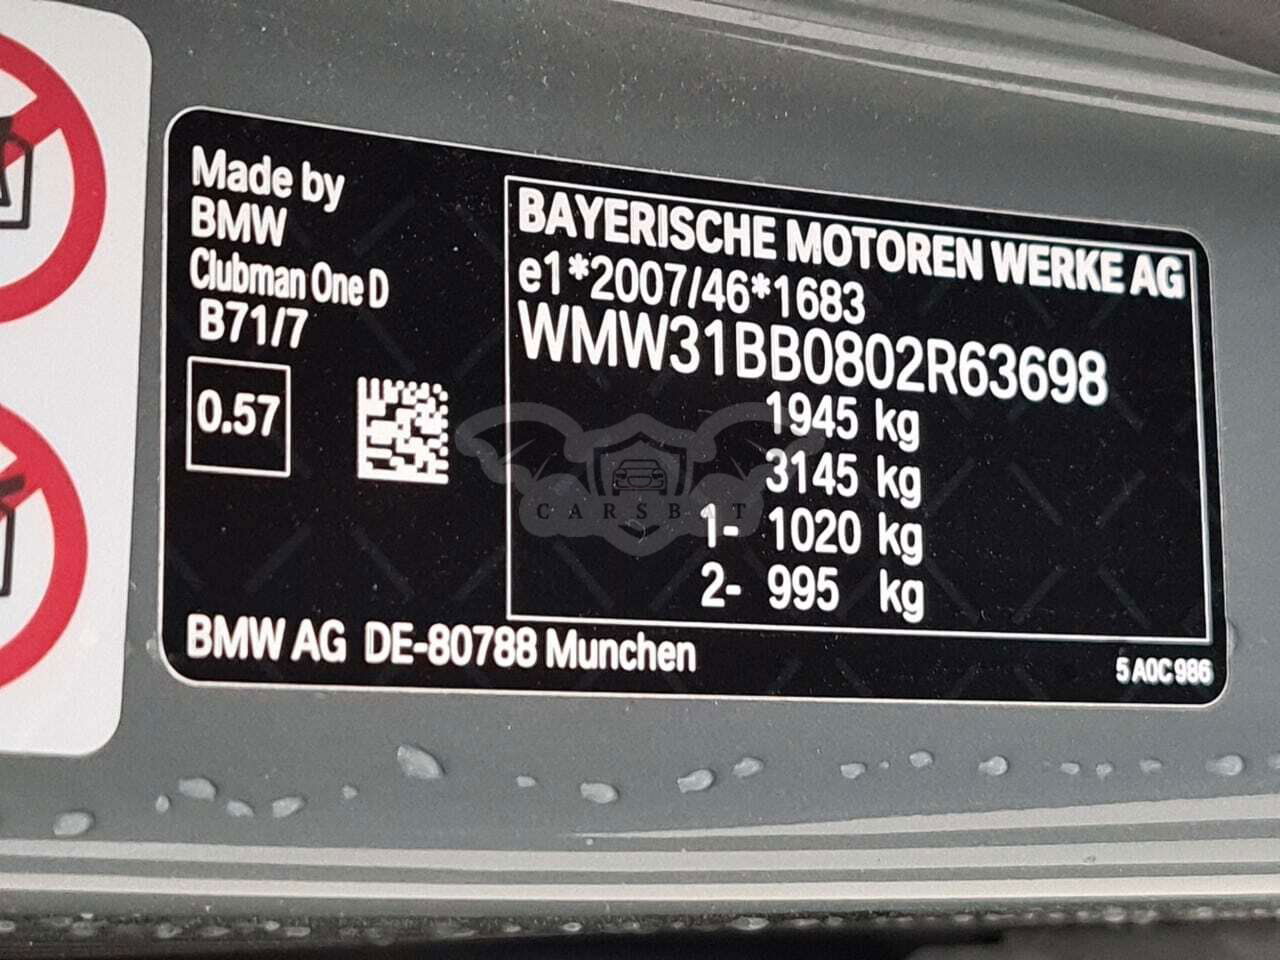 Made by
BMW
Clubman One D
B71/7
0.57
BAYERISCHE MOTOREN WERKE AG
e1*2007/46*1683
WMW31BB0802R63698
1945 kg
3145 kg
1- 1020 kg
2- 995 kg
CARSBAT
BMW AG DE-80788 Munchen
5 A0C 986